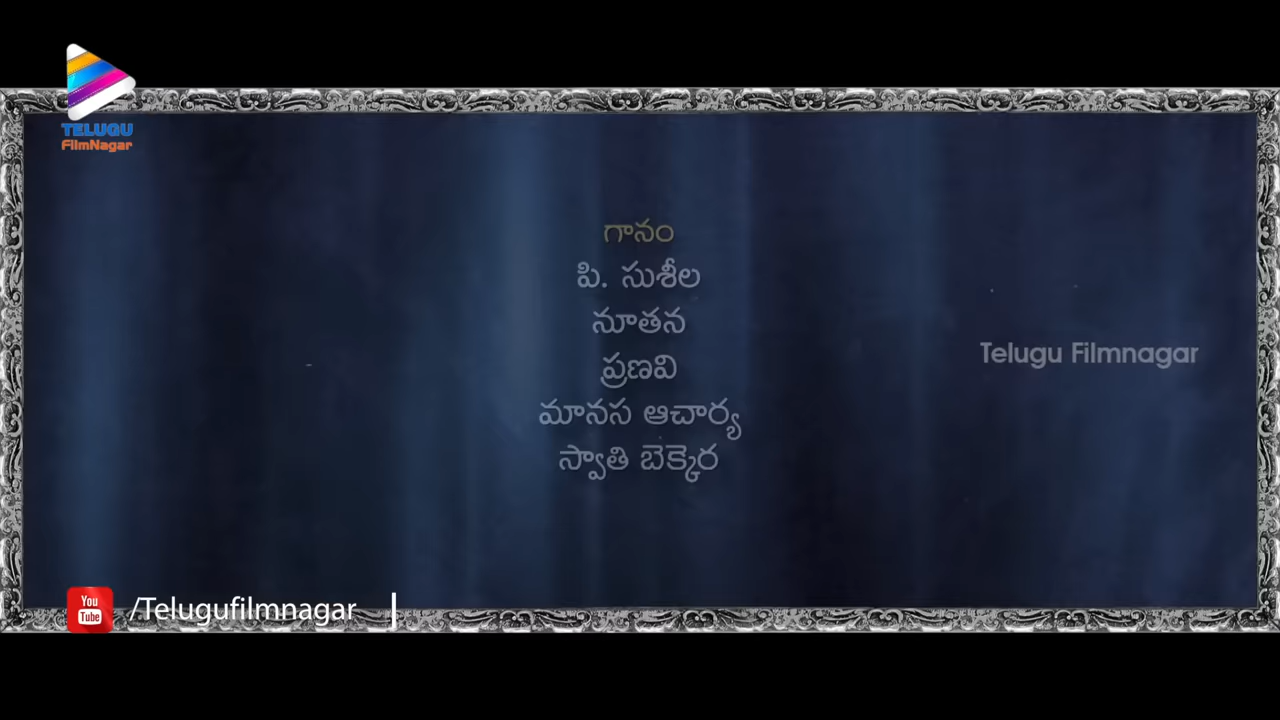 TELUGU
FilmNagar
గానం
పి. సుశీల
నూతన
ప్రణవి
మానస ఆచార్య
స్వాతి బెక్కెర
Telugu Filmnagar
You
Tube
/Telugufilmnagar